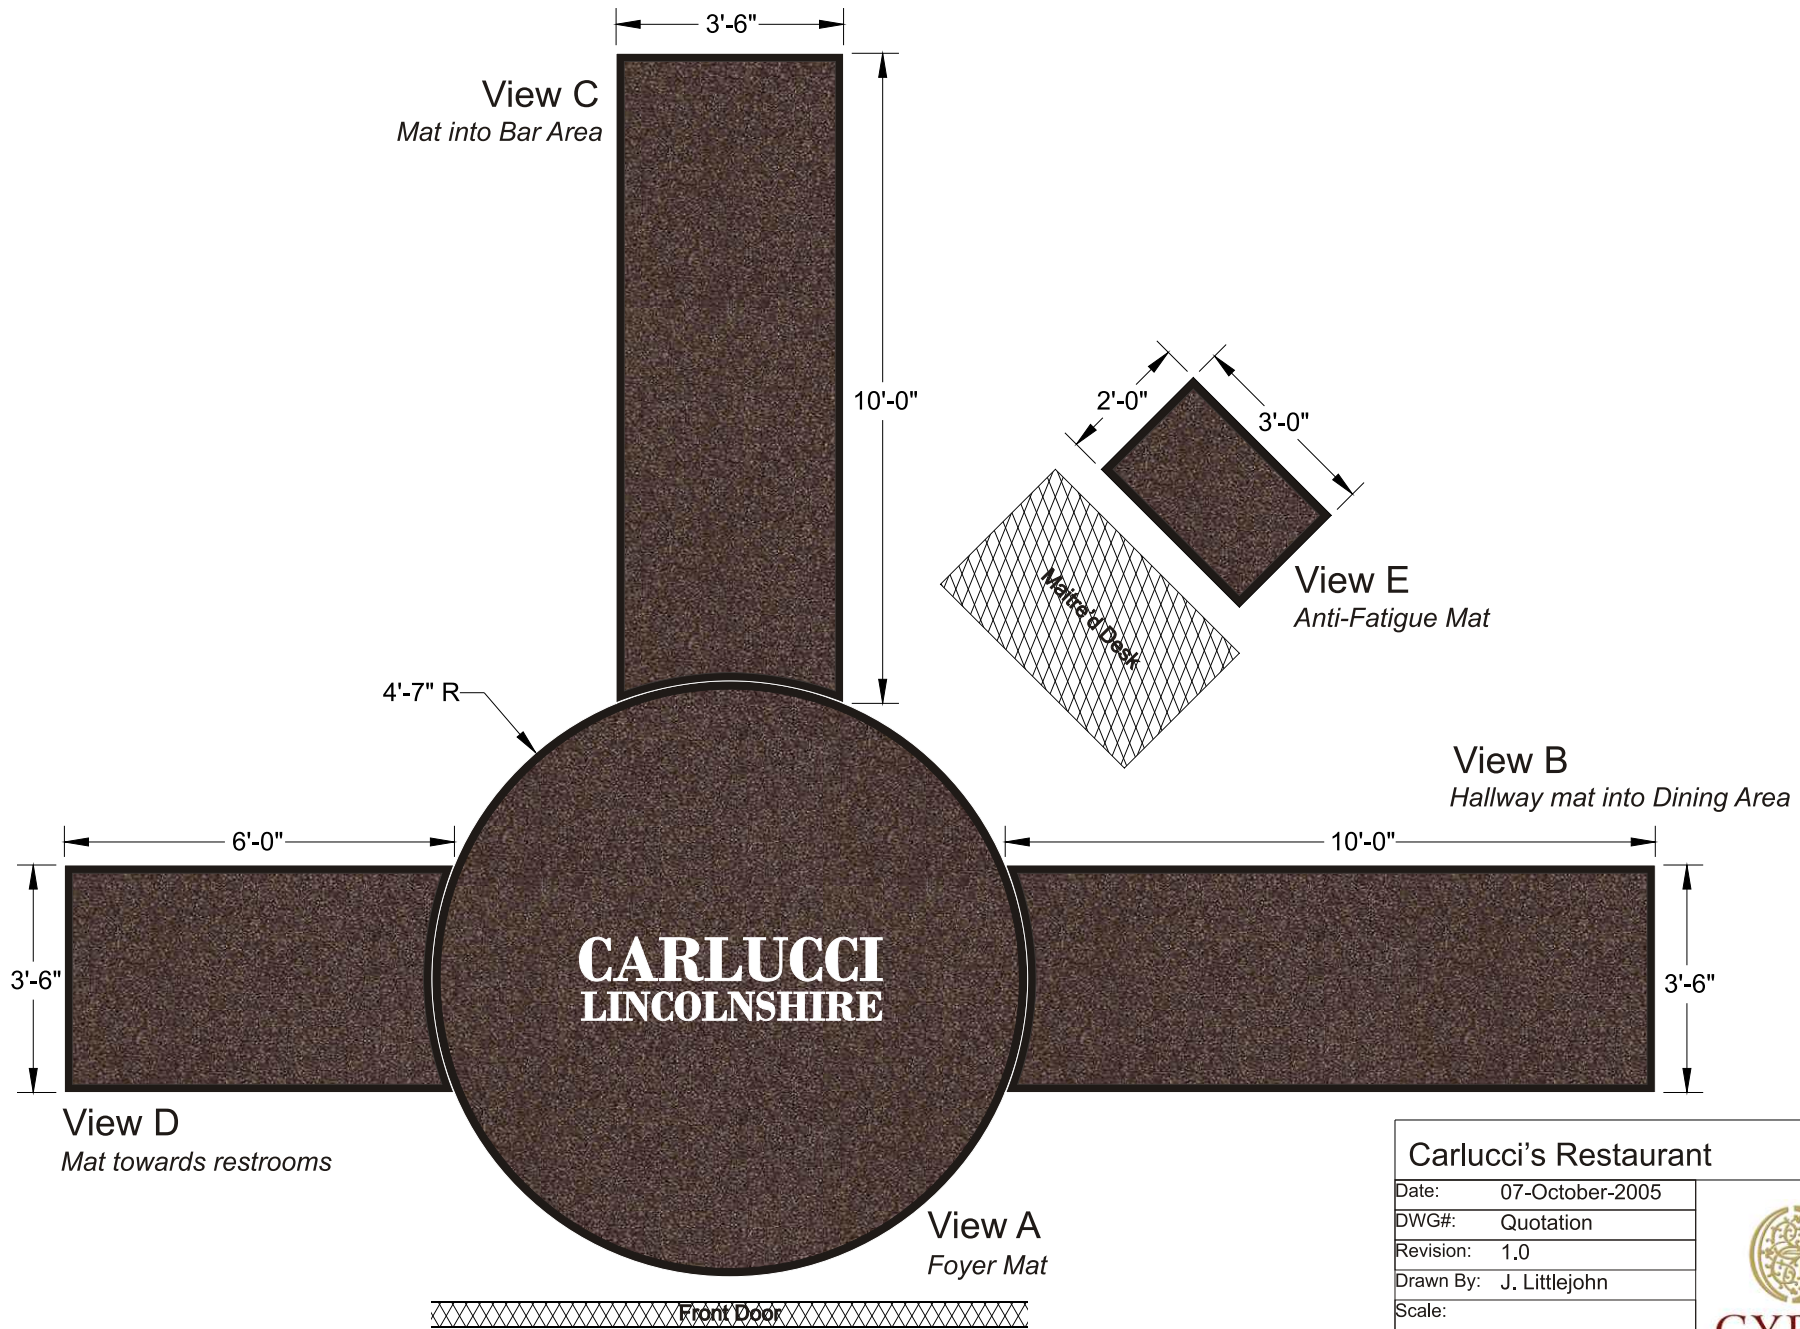 3'-6"
View C
Mat into Bar Area
10'-0"
2'-0"
3'-0"
Maitre'd Desk
View E
Anti-Fatigue Mat
4'-7" R
View B
Hallway mat into Dining Area
6'-0"
10'-0"
3'-6"
CARLUCCI
LINCOLNSHIRE
3'-6"
View D
Mat towards restrooms
View A
Foyer Mat
Front Door
Carlucci's Restaurant
Date: 07-October-2005
DWG#: Quotation
Revision: 1.0
Drawn By: J. Littlejohn
Scale: